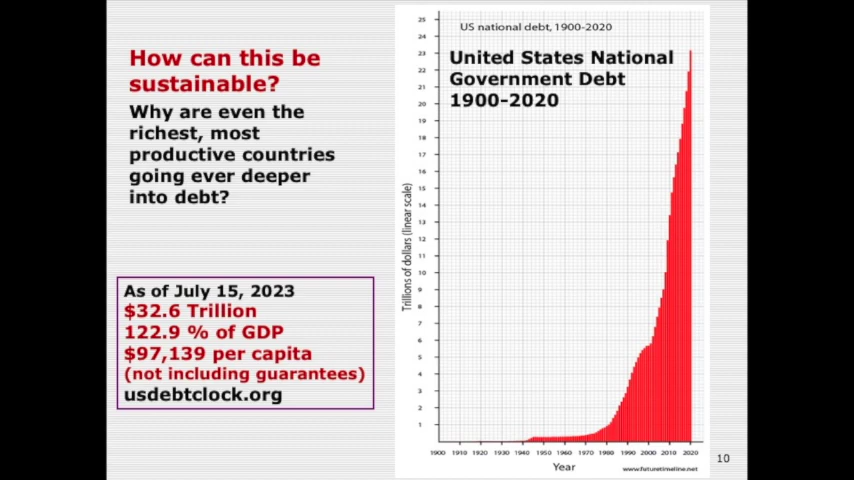 How can this be
sustainable?
Why are even the
richest, most
productive countries
going ever deeper
into debt?
As of July 15, 2023
$32.6 Trillion
122.9 % of GDP
$97,139 per capita
(not including guarantees)
usdebtclock.org
US national debt, 1900-2020
United States National
Government Debt
1900-2020
Trillions of dollars (linear scale)
25
24
23
22
21
20
19
18
17
16
15
14
13
12
11
10
9
8
7
6
5
4
3
2
1
1900 1910 1920 1930 1940 1950 1960 1970 1980 1990 2000 2010 2020
Year
www.futuretimeline.net
10